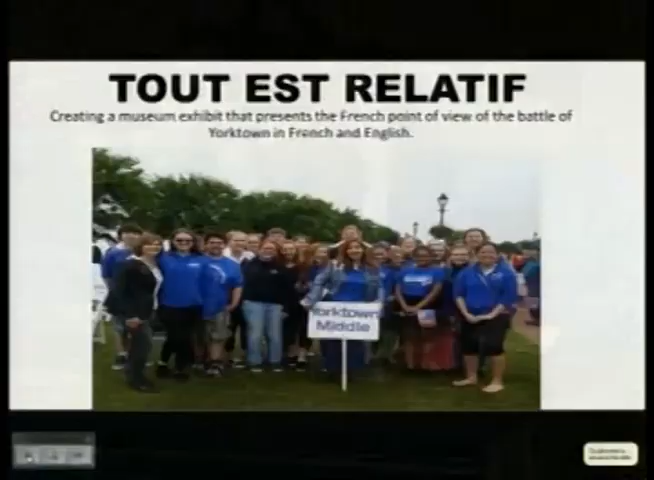 TOUT EST RELATIF
Creating a museum exhibit that presents the French point of view of the battle of
Yorktown in French and English.
Yorktown
Middle